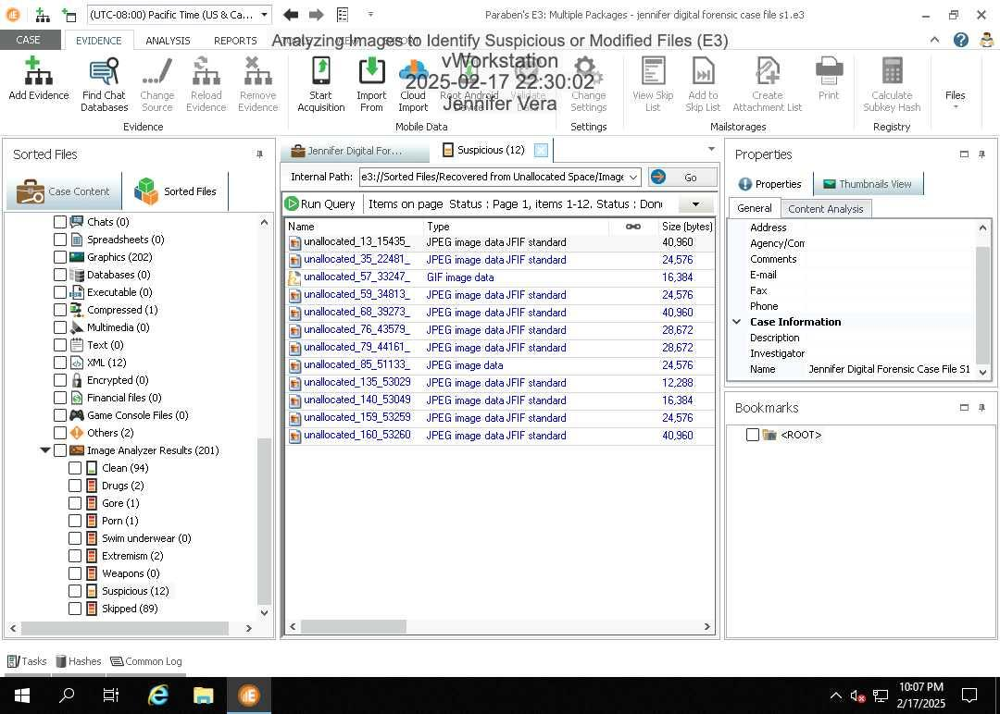 (UTC-08:00) Pacific Time (US & Ca...
Paraben's E3: Multiple Packages - jennifer digital forensic case file s1.e3
CASE
EVIDENCE
ANALYSIS
REPORTS
Analyzing Images to Identify Suspicious or Modified Files (E3)
vWorkstation
2025-02-17 22:30:02
Jennifer Vera
Add Evidence
Find Chat Databases
Change Source
Reload Evidence
Remove Evidence
Start Acquisition
Import From
Cloud Import
Root Android
Validate
Change Settings
View Skip List
Add to Skip List
Create Attachment List
Print
Calculate Subkey Hash
Files
Evidence
Mobile Data
Settings
Mailstorages
Registry
Sorted Files
Case Content
Sorted Files
Chats (0)
Spreadsheets (0)
Graphics (202)
Databases (0)
Executable (0)
Compressed (1)
Multimedia (0)
Text (0)
XML (12)
Encrypted (0)
Financial files (0)
Game Console Files (0)
Others (2)
Image Analyzer Results (201)
Clean (94)
Drugs (2)
Gore (1)
Porn (1)
Swim underwear (0)
Extremism (2)
Weapons (0)
Suspicious (12)
Skipped (89)
Jennifer Digital For...
Suspicious (12)
Internal Path:
e3://Sorted Files/Recovered from Unallocated Space/Image
Go
Run Query
Items on page Status : Page 1, items 1-12. Status : Done
Name Type Size (bytes)
unallocated_13_15435_ JPEG image data JFIF standard 40,960
unallocated_35_22481_ JPEG image data JFIF standard 24,576
unallocated_57_33247_ GIF image data 16,384
unallocated_59_34813_ JPEG image data JFIF standard 24,576
unallocated_68_39273_ JPEG image data JFIF standard 40,960
unallocated_76_43579_ JPEG image data JFIF standard 28,672
unallocated_79_44161_ JPEG image data JFIF standard 28,672
unallocated_85_51133_ JPEG image data 24,576
unallocated_135_53029 JPEG image data JFIF standard 12,288
unallocated_140_53049 JPEG image data JFIF standard 16,384
unallocated_159_53259 JPEG image data JFIF standard 24,576
unallocated_160_53260 JPEG image data JFIF standard 40,960
Properties
Properties
Thumbnails View
General
Content Analysis
Address
Agency/Com
Comments
E-mail
Fax
Phone
Case Information
Description
Investigator
Name Jennifer Digital Forensic Case File S1
Bookmarks
<ROOT>
Tasks
Hashes
Common Log
10:07 PM
2/17/2025